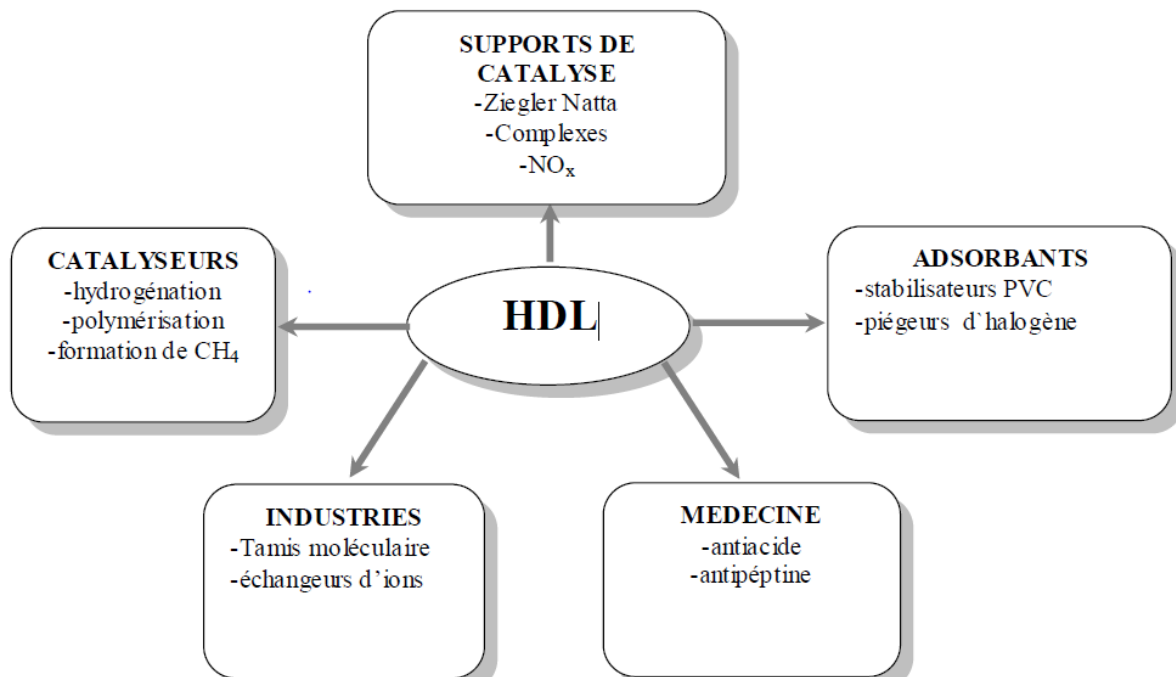 SUPPORTS DE
CATALYSE
-Ziegler Natta
-Complexes
-NOₓ
CATALYSEURS
-hydrogénation
-polymérisation
-formation de CH₄
HDL
ADSORBANTS
-stabilisateurs PVC
-piégeurs d`halogène
INDUSTRIES
-Tamis moléculaire
-échangeurs d’ions
MEDECINE
-antiacide
-antipéptine